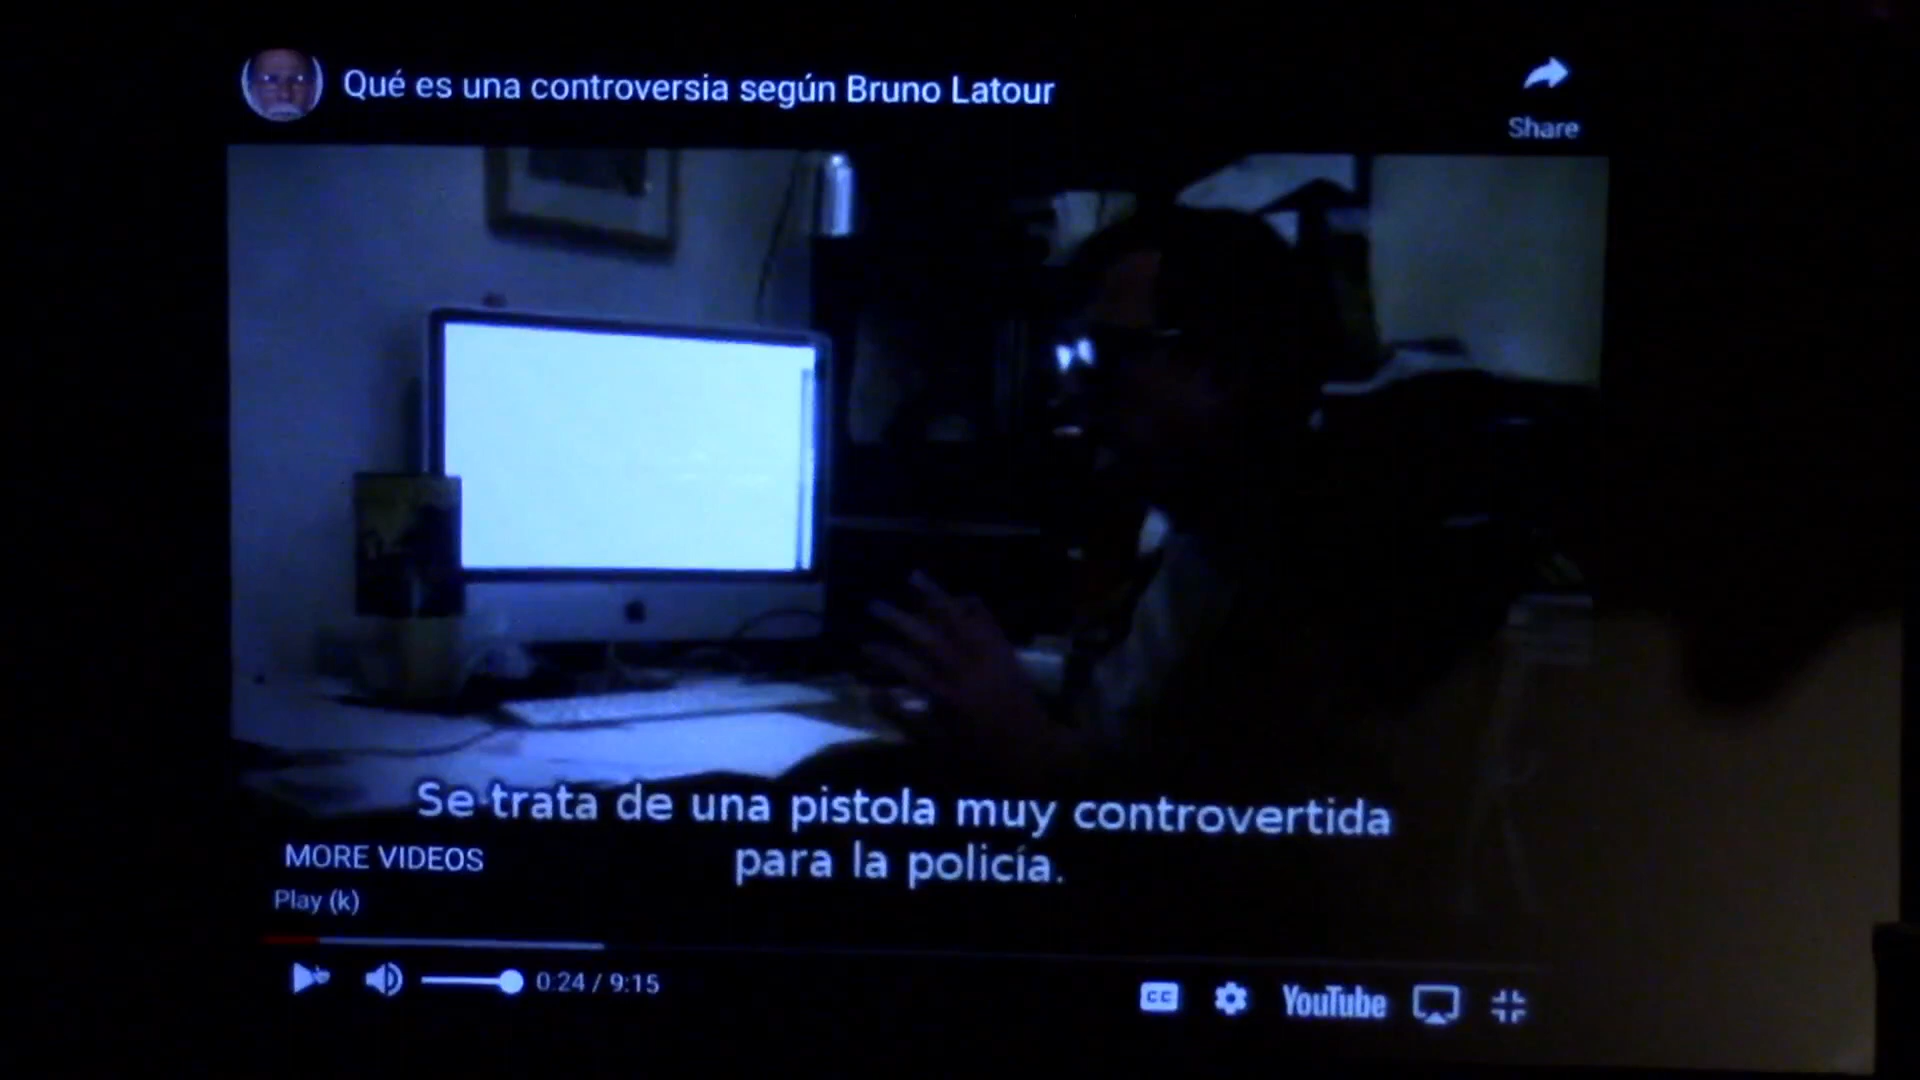 Qué es una controversia según Bruno Latour
Share
Se trata de una pistola muy controvertida
para la policía.
MORE VIDEOS
Play (k)
0:24 / 9:15
CC
YouTube